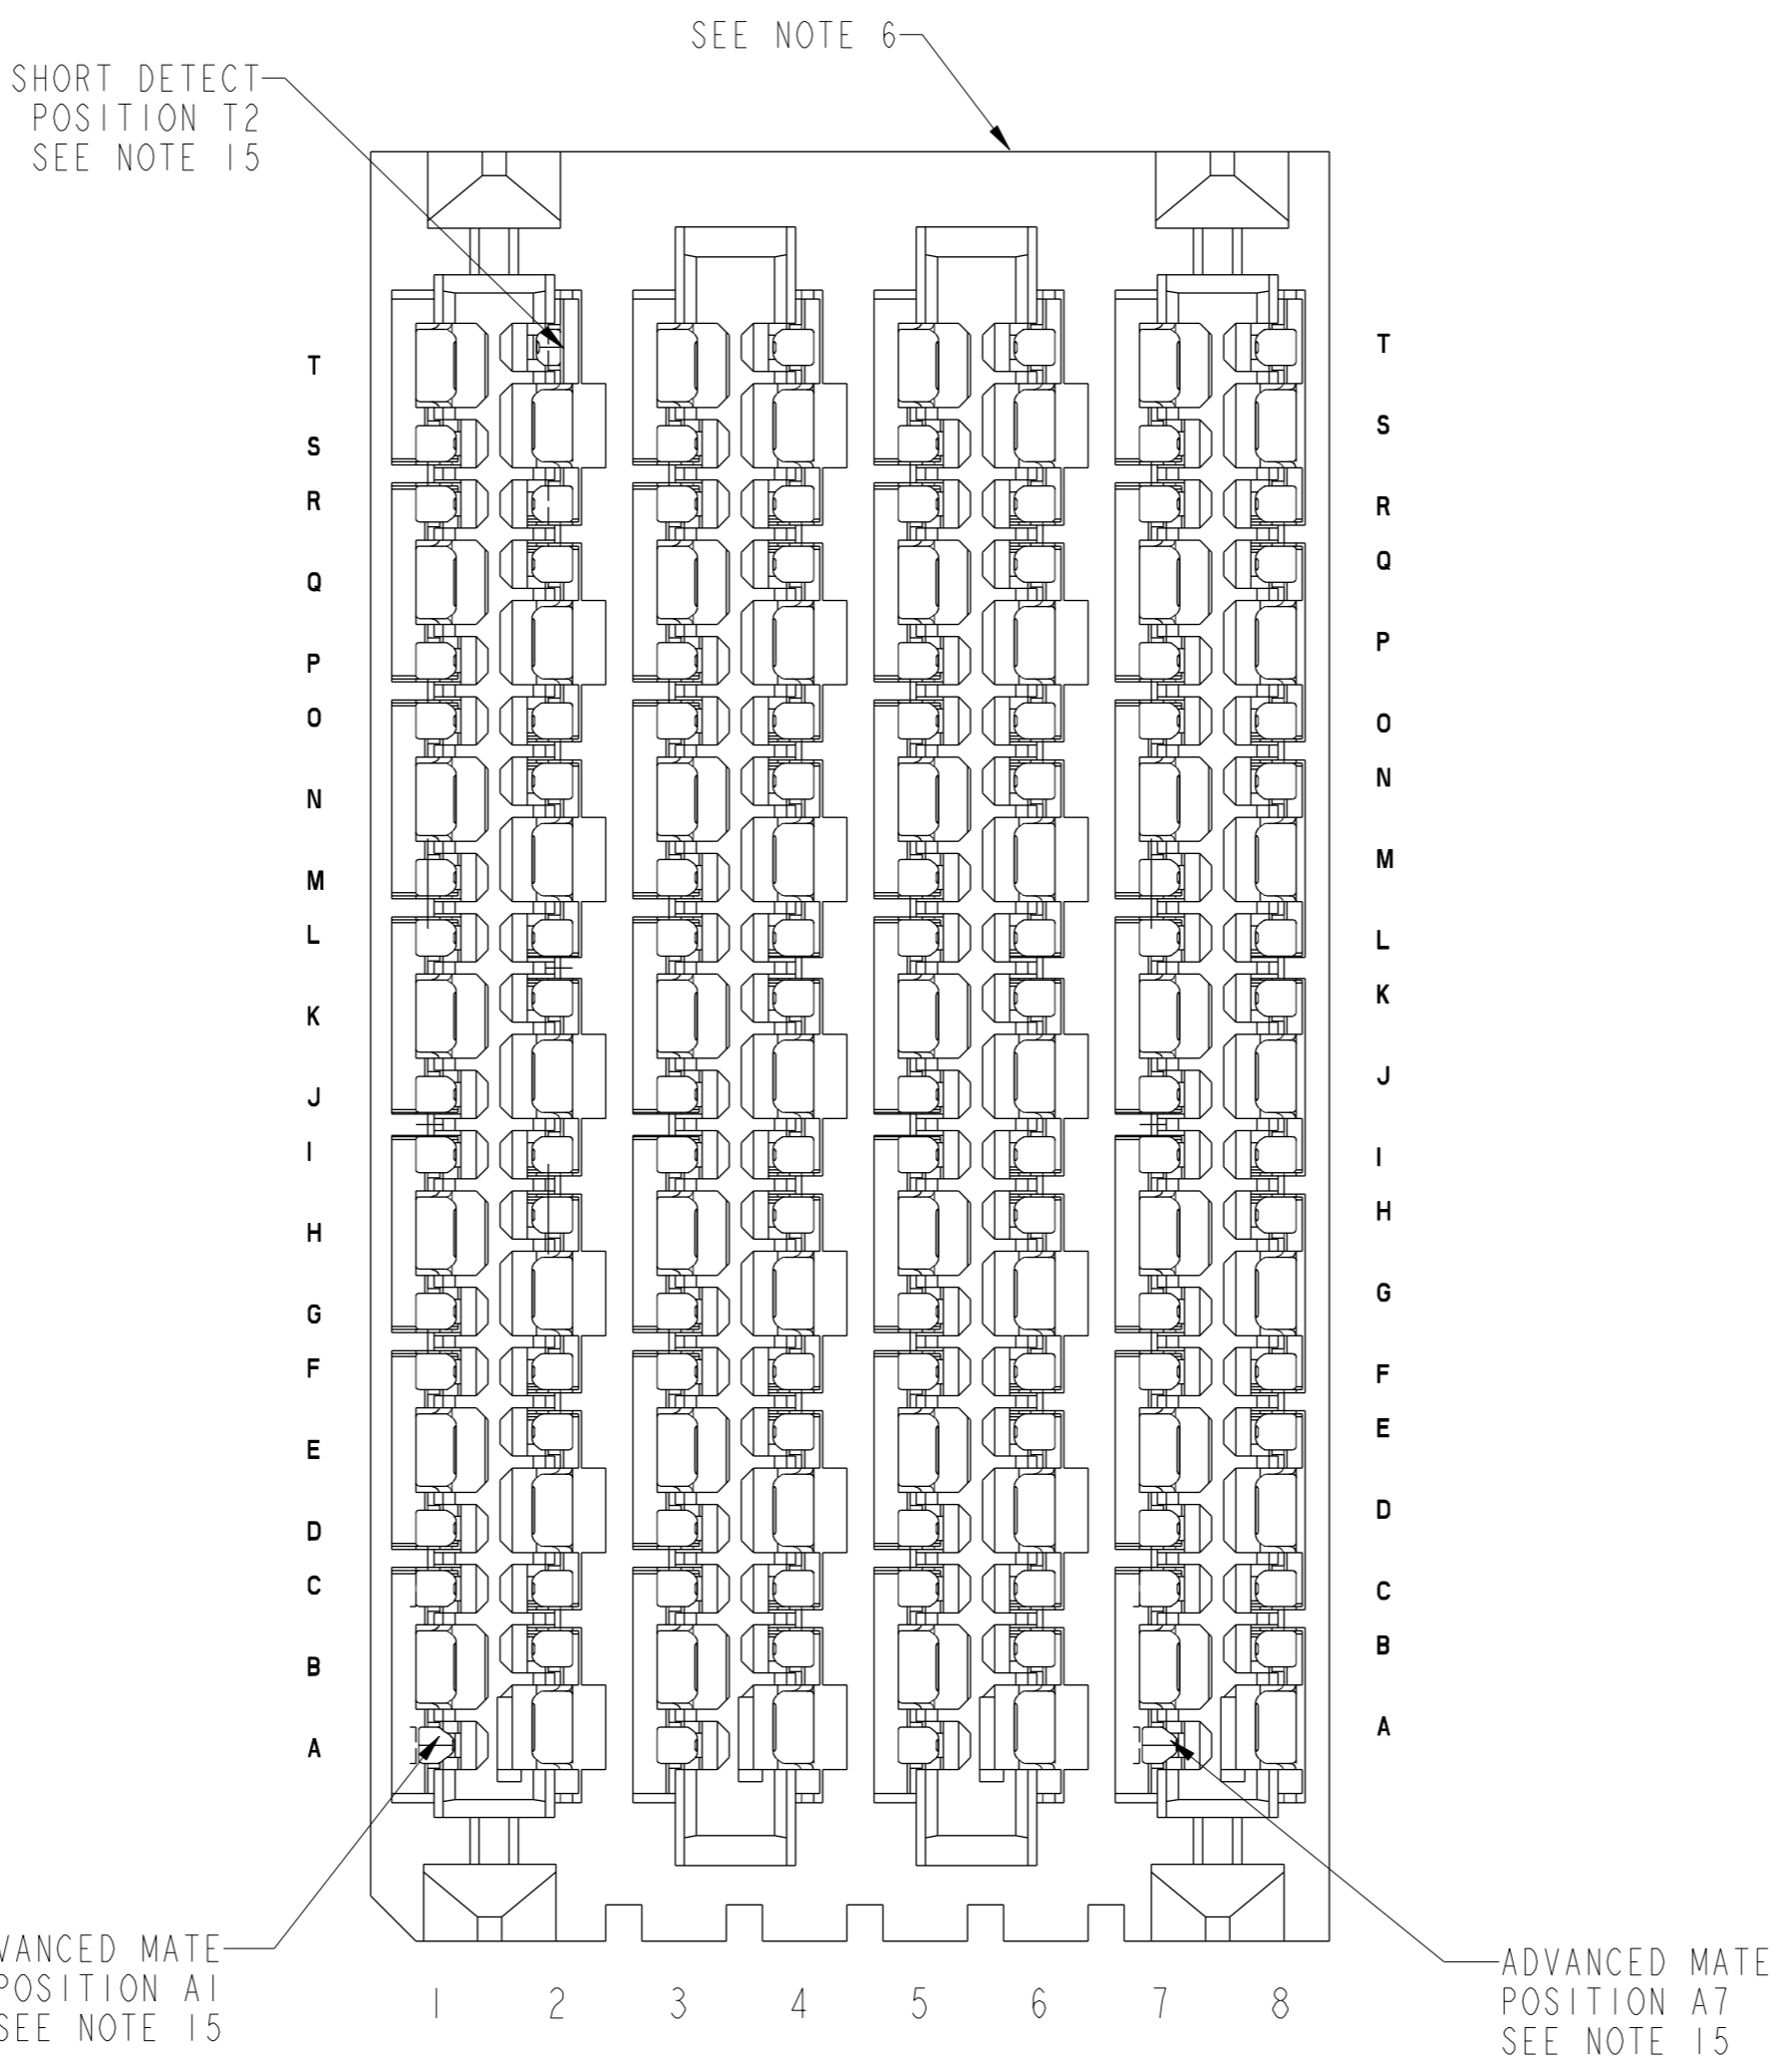 SEE NOTE 6
SHORT DETECT
POSITION T2
SEE NOTE 15
T
S
R
Q
P
O
N
M
L
K
J
I
H
G
F
E
D
C
B
A
T
S
R
Q
P
O
N
M
L
K
J
I
H
G
F
E
D
C
B
A
VANCED MATE
POSITION A1
SEE NOTE 15
1 2 3 4 5 6 7 8
ADVANCED MATE
POSITION A7
SEE NOTE 15